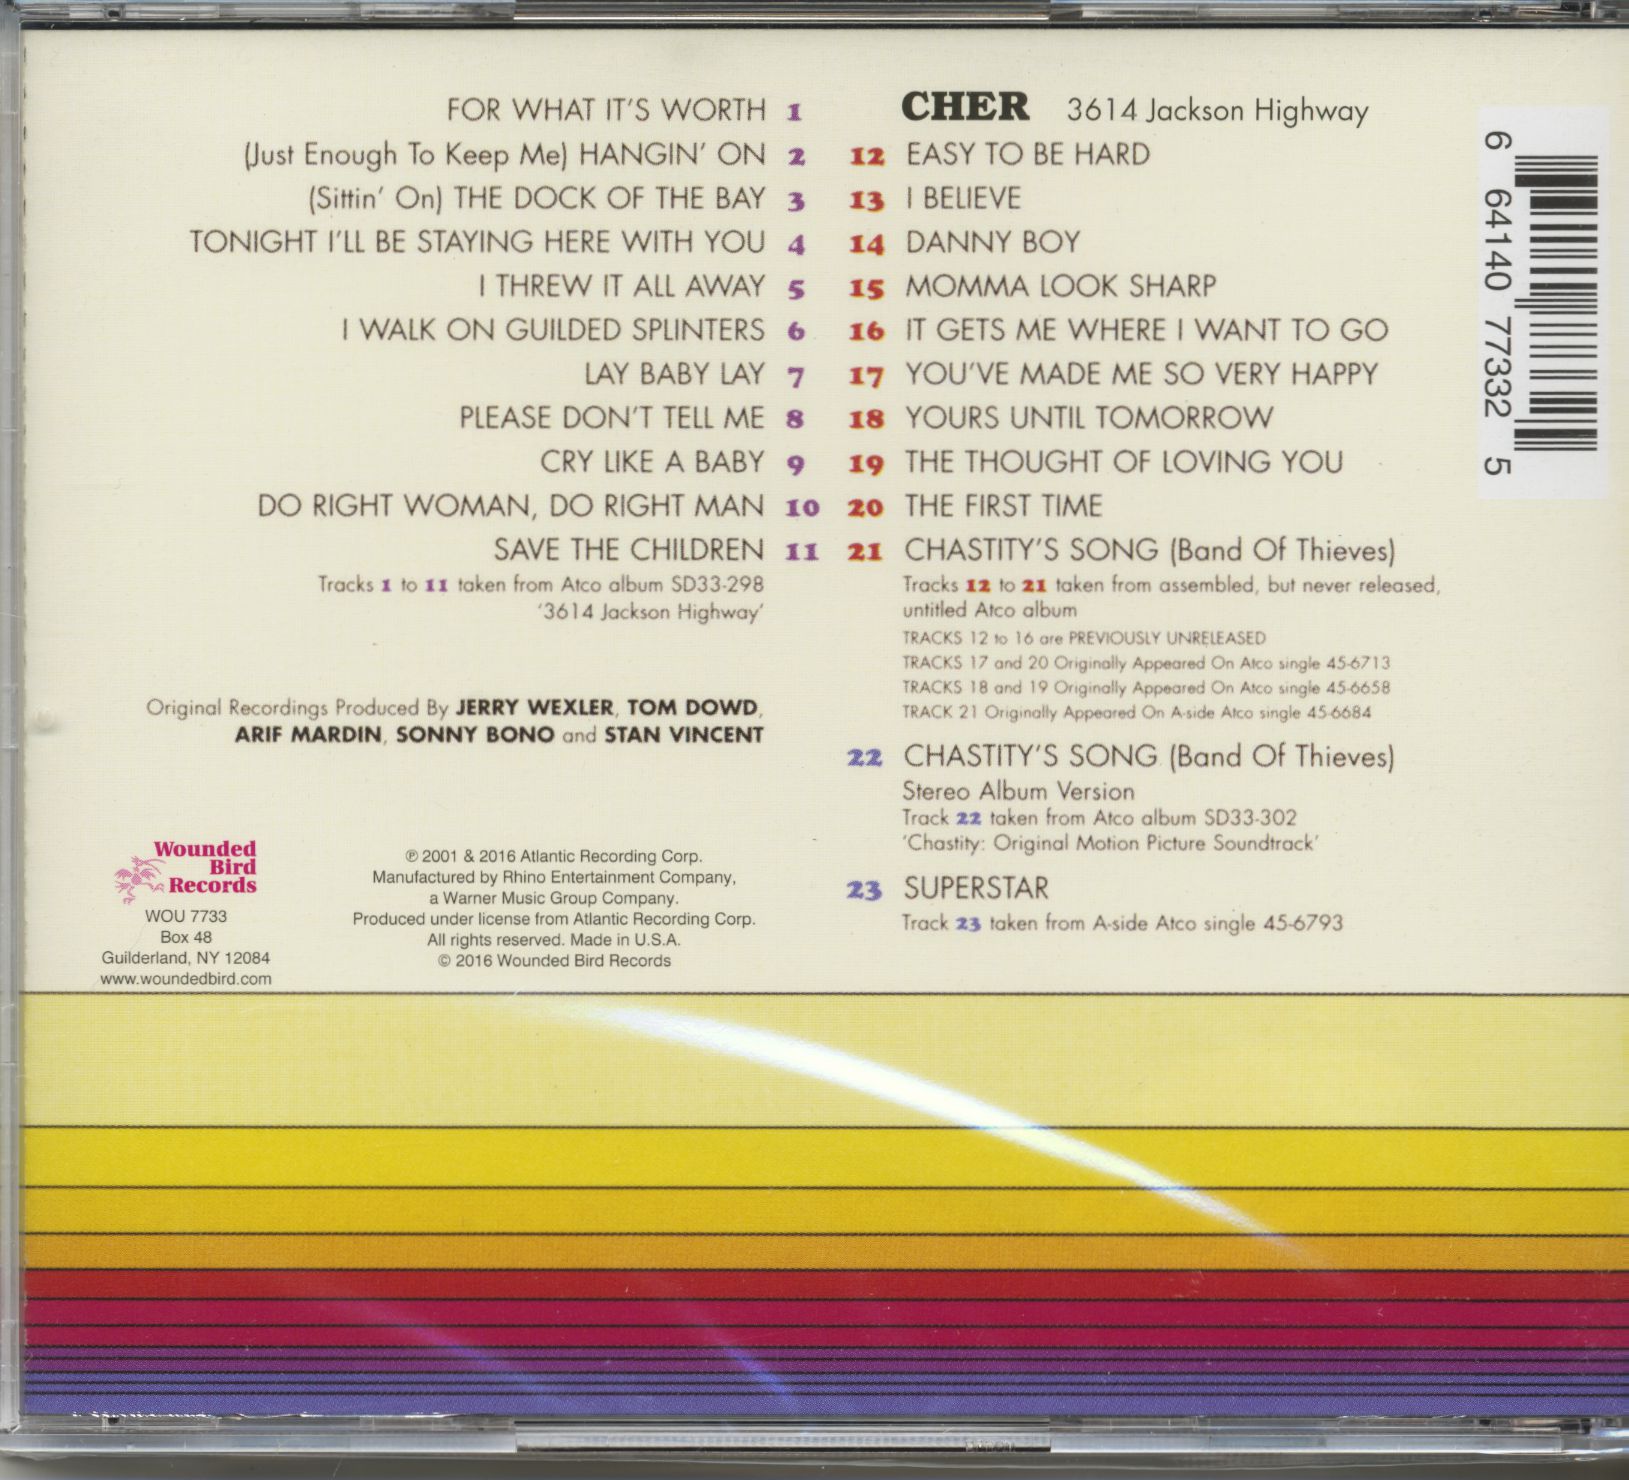 FOR WHAT IT'S WORTH 1
(Just Enough To Keep Me) HANGIN' ON 2
(Sittin' On) THE DOCK OF THE BAY 3
TONIGHT I'LL BE STAYING HERE WITH YOU 4
I THREW IT ALL AWAY 5
I WALK ON GUILDED SPLINTERS 6
LAY BABY LAY 7
PLEASE DON'T TELL ME 8
CRY LIKE A BABY 9
DO RIGHT WOMAN, DO RIGHT MAN 10
SAVE THE CHILDREN 11
Tracks 1 to 11 taken from Atco album SD33-298
'3614 Jackson Highway'
Original Recordings Produced By JERRY WEXLER, TOM DOWD,
ARIF MARDIN, SONNY BONO and STAN VINCENT
Wounded
Bird
Records
WOU 7733
Box 48
Guilderland, NY 12084
www.woundedbird.com
℗ 2001 & 2016 Atlantic Recording Corp.
Manufactured by Rhino Entertainment Company,
a Warner Music Group Company.
Produced under license from Atlantic Recording Corp.
All rights reserved. Made in U.S.A.
© 2016 Wounded Bird Records
CHER 3614 Jackson Highway
12 EASY TO BE HARD
13 I BELIEVE
14 DANNY BOY
15 MOMMA LOOK SHARP
16 IT GETS ME WHERE I WANT TO GO
17 YOU'VE MADE ME SO VERY HAPPY
18 YOURS UNTIL TOMORROW
19 THE THOUGHT OF LOVING YOU
20 THE FIRST TIME
21 CHASTITY'S SONG (Band Of Thieves)
Tracks 12 to 21 taken from assembled, but never released,
untitled Atco album
TRACKS 12 to 16 are PREVIOUSLY UNRELEASED
TRACKS 17 and 20 Originally Appeared On Atco single 45-6713
TRACKS 18 and 19 Originally Appeared On Atco single 45-6658
TRACK 21 Originally Appeared On A-side Atco single 45-6684
22 CHASTITY'S SONG (Band Of Thieves)
Stereo Album Version
Track 22 taken from Atco album SD33-302
'Chastity: Original Motion Picture Soundtrack'
23 SUPERSTAR
Track 23 taken from A-side Atco single 45-6793
6 64140 77332 5